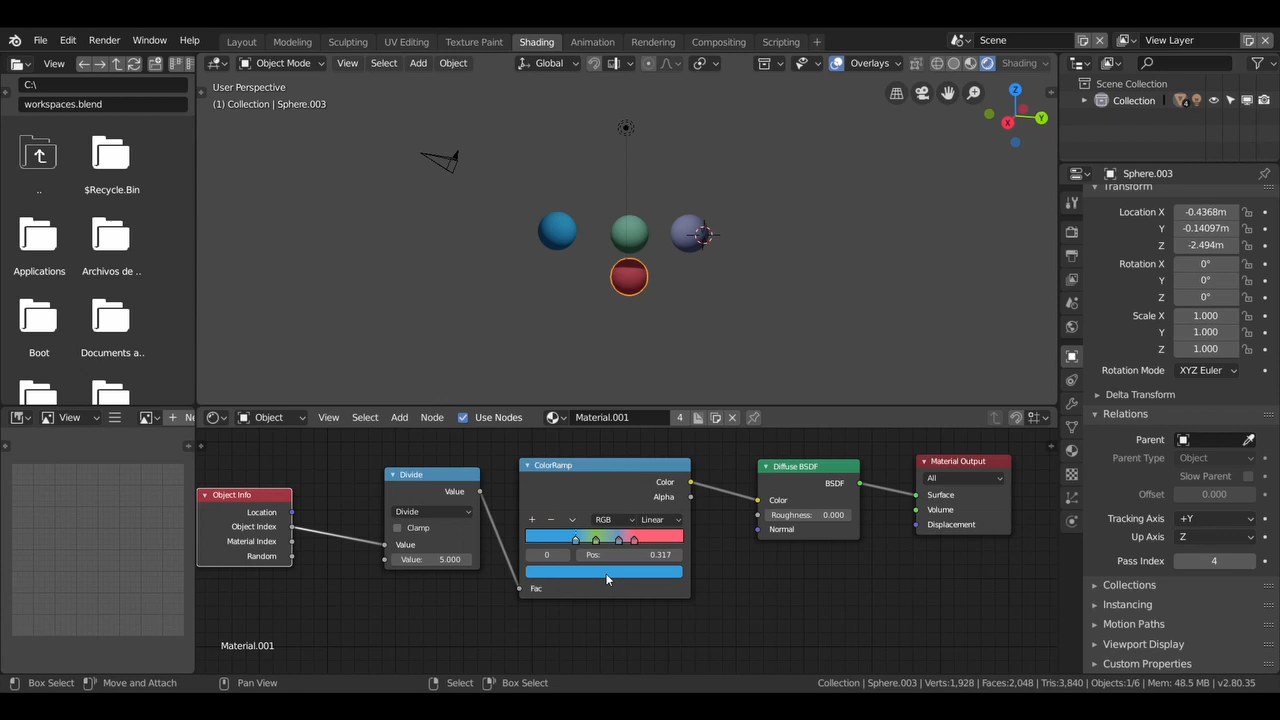 File Edit Render Window Help
Layout Modeling Sculpting UV Editing Texture Paint Shading Animation Rendering Compositing Scripting +
Scene
View Layer
View
Object Mode View Select Add Object
Global
Overlays
Shading
C:\
workspaces.blend
..
$Recycle.Bin
Applications
Archivos de ..
Boot
Documents a..
User Perspective
(1) Collection | Sphere.003
Z
Y
X
Scene Collection
Collection
4
Sphere.003
Transform
Location X -0.4368m
Y -0.14097m
Z -2.494m
Rotation X 0°
Y 0°
Z 0°
Scale X 1.000
Y 1.000
Z 1.000
Rotation Mode XYZ Euler
Delta Transform
Relations
Parent
Parent Type Object
Slow Parent
Offset 0.000
Tracking Axis +Y
Up Axis Z
Pass Index 4
Collections
Instancing
Motion Paths
Viewport Display
Custom Properties
View
+ Ne
Object View Select Add Node Use Nodes
Material.001 4
Object Info
Location
Object Index
Material Index
Random
Divide
Value
Divide
Clamp
Value
Value: 5.000
ColorRamp
Color
Alpha
+ − RGB Linear
0 Pos: 0.317
Fac
Diffuse BSDF
BSDF
Color
Roughness: 0.000
Normal
Material Output
All
Surface
Volume
Displacement
Material.001
Box Select Move and Attach Pan View Select Box Select
Collection | Sphere.003 | Verts:1,928 | Faces:2,048 | Tris:3,840 | Objects:1/6 | Mem: 48.5 MB | v2.80.35